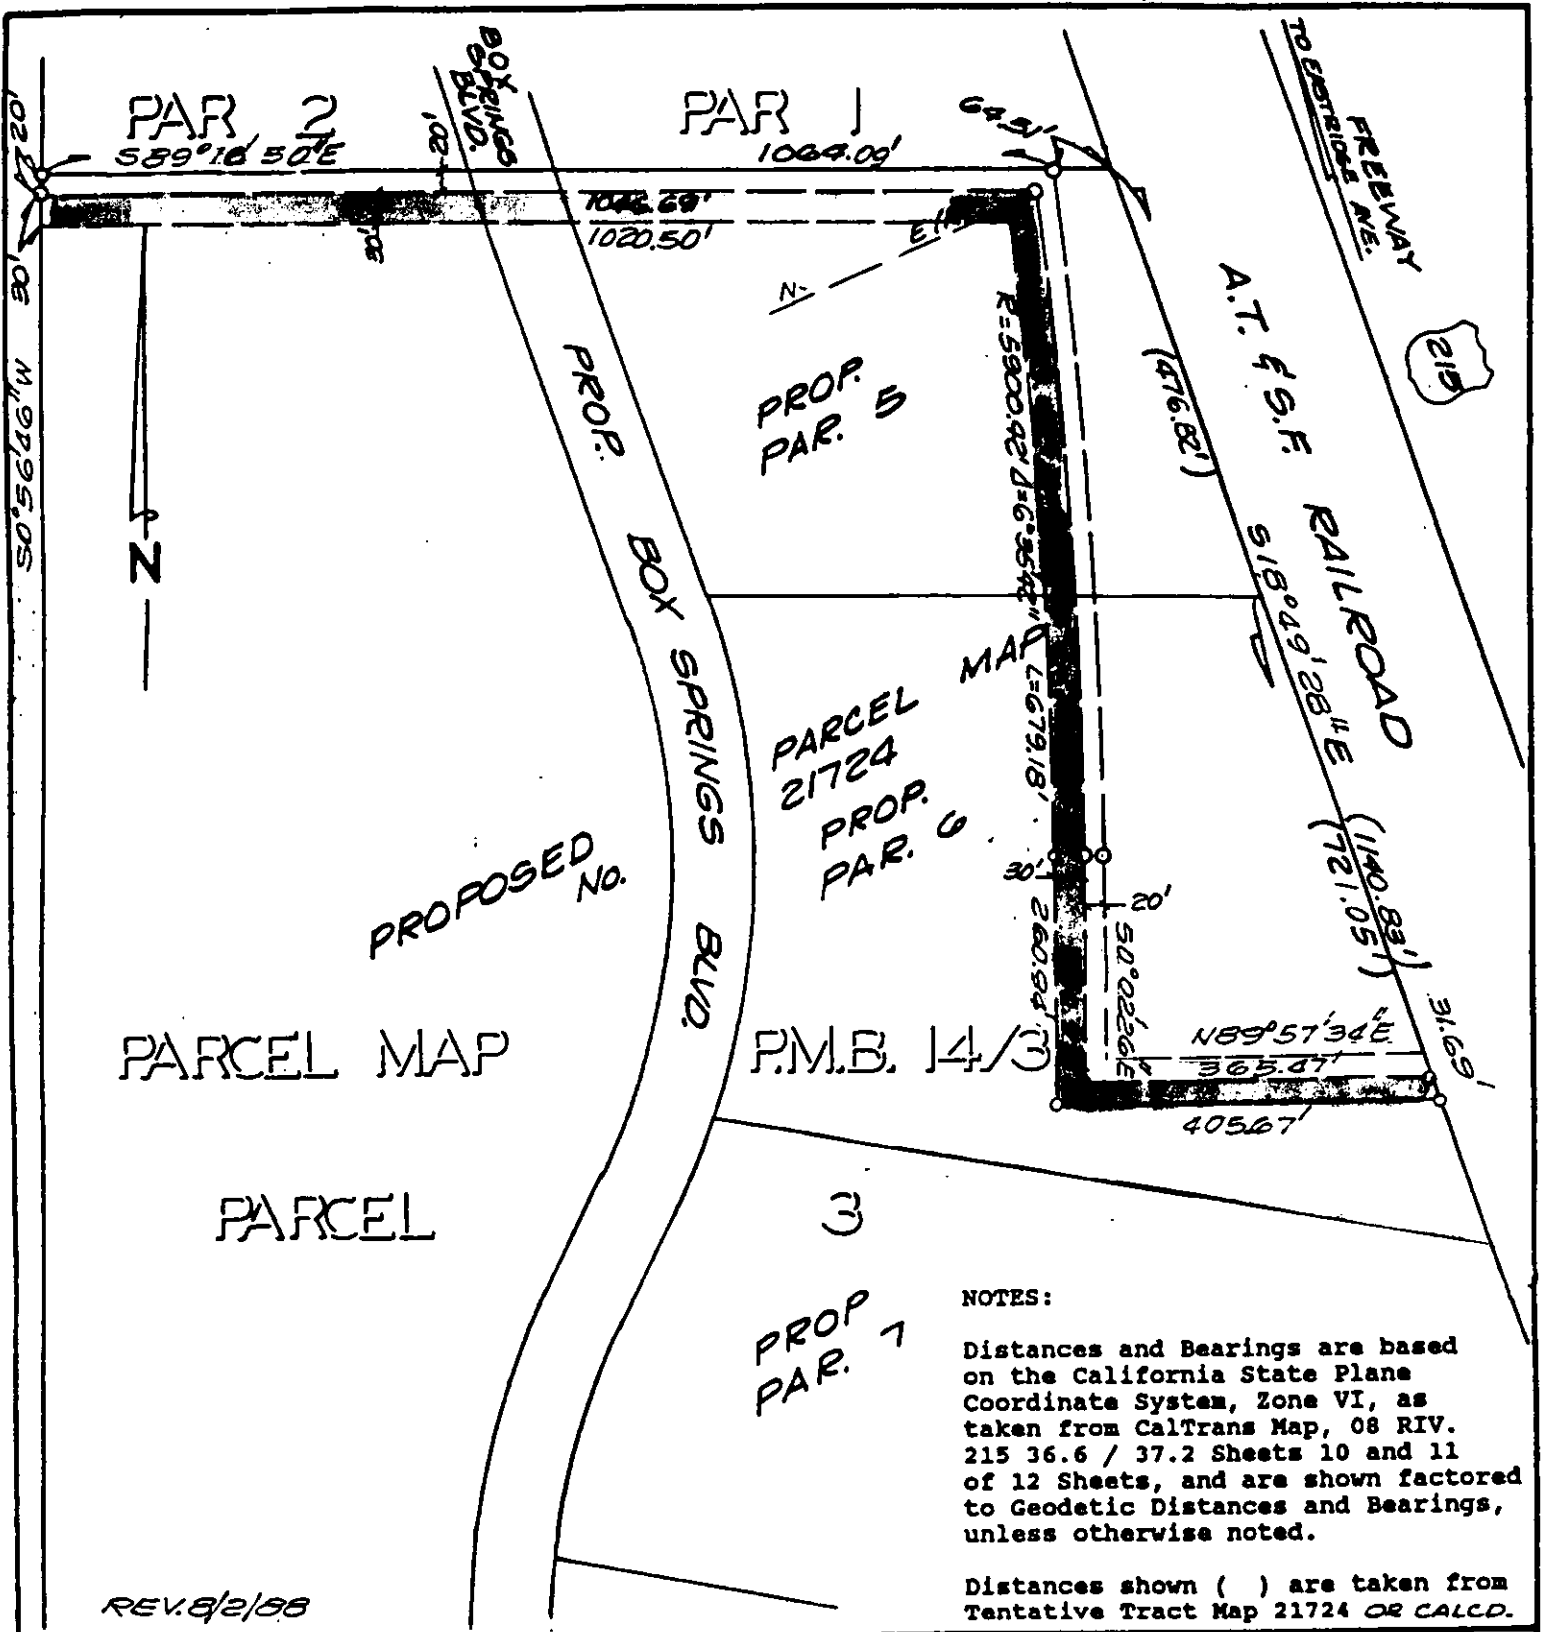 20'
PAR 2
BOX
SPRINGS
BLVD.
PAR 1
64.51'
TO EASTRIDGE AVE.
FREEWAY
215
1064.09'
20'
1046.69'
30'
1020.50'
30'
S0°56'46"W
N
E
N-
A.T. & S.F. RAILROAD
(476.82')
S18°49'28"E
(1140.83')
(721.05')
31.69'
PROP.
PAR. 5
R=5900.42'
L=679.18'
PROP. BOX SPRINGS BLVD.
PROPOSED PARCEL MAP
No. 21724
PROP.
PAR. 6
30'
20'
260.94'
S0°02'26"E
N89°57'34"E
365.47'
405.67'
PARCEL MAP P.M.B. 14/3
PARCEL 3
PROP
PAR. 7
NOTES:
Distances and Bearings are based
on the California State Plane
Coordinate System, Zone VI, as
taken from CalTrans Map, 08 RIV.
215 36.6 / 37.2 Sheets 10 and 11
of 12 Sheets, and are shown factored
to Geodetic Distances and Bearings,
unless otherwise noted.
Distances shown ( ) are taken from
Tentative Tract Map 21724 OR CALCD.
REV. 8/2/88